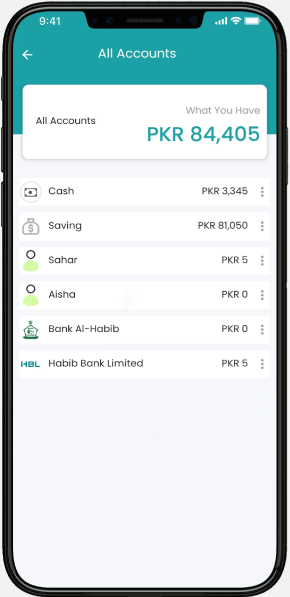 9:41
All Accounts
What You Have
All Accounts
PKR 84,405
Cash PKR 3,345
$
Saving PKR 81,050
Sahar PKR 5
Aisha PKR 0
Bank Al-Habib PKR 0
HBL Habib Bank Limited PKR 5